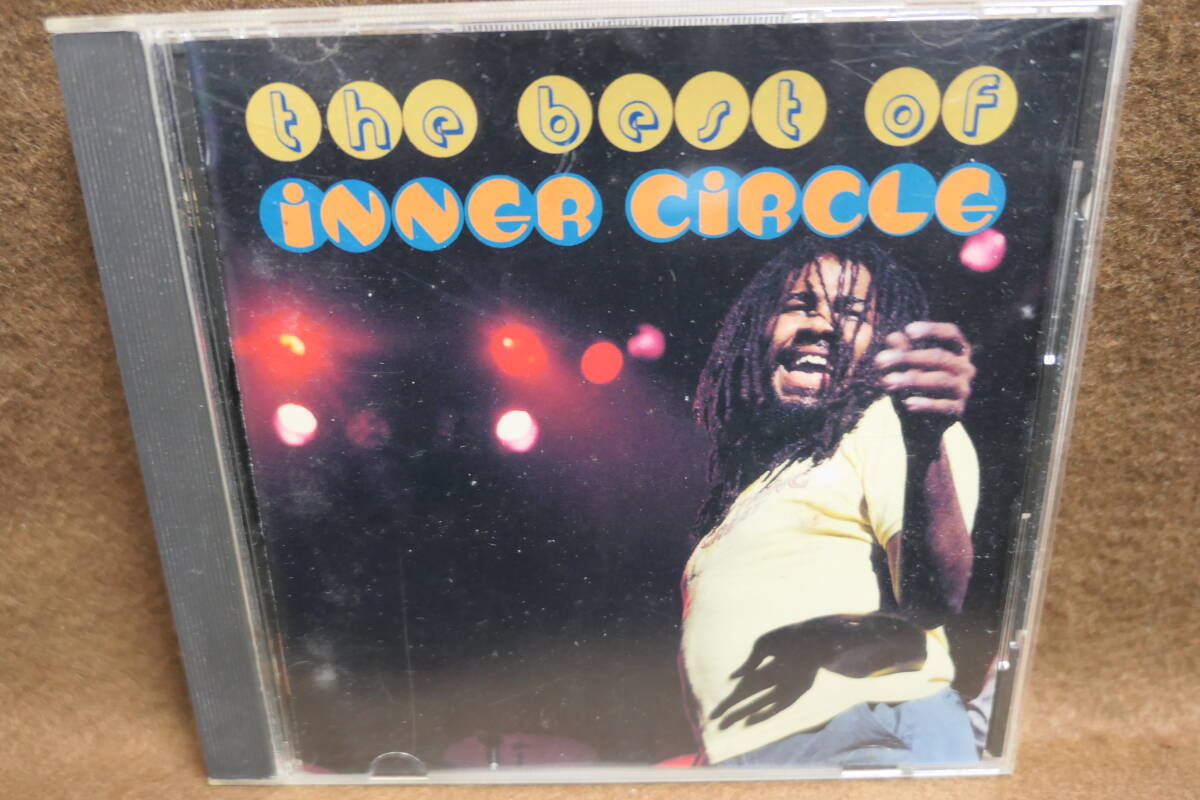 the best of
iNNER CiRCLE